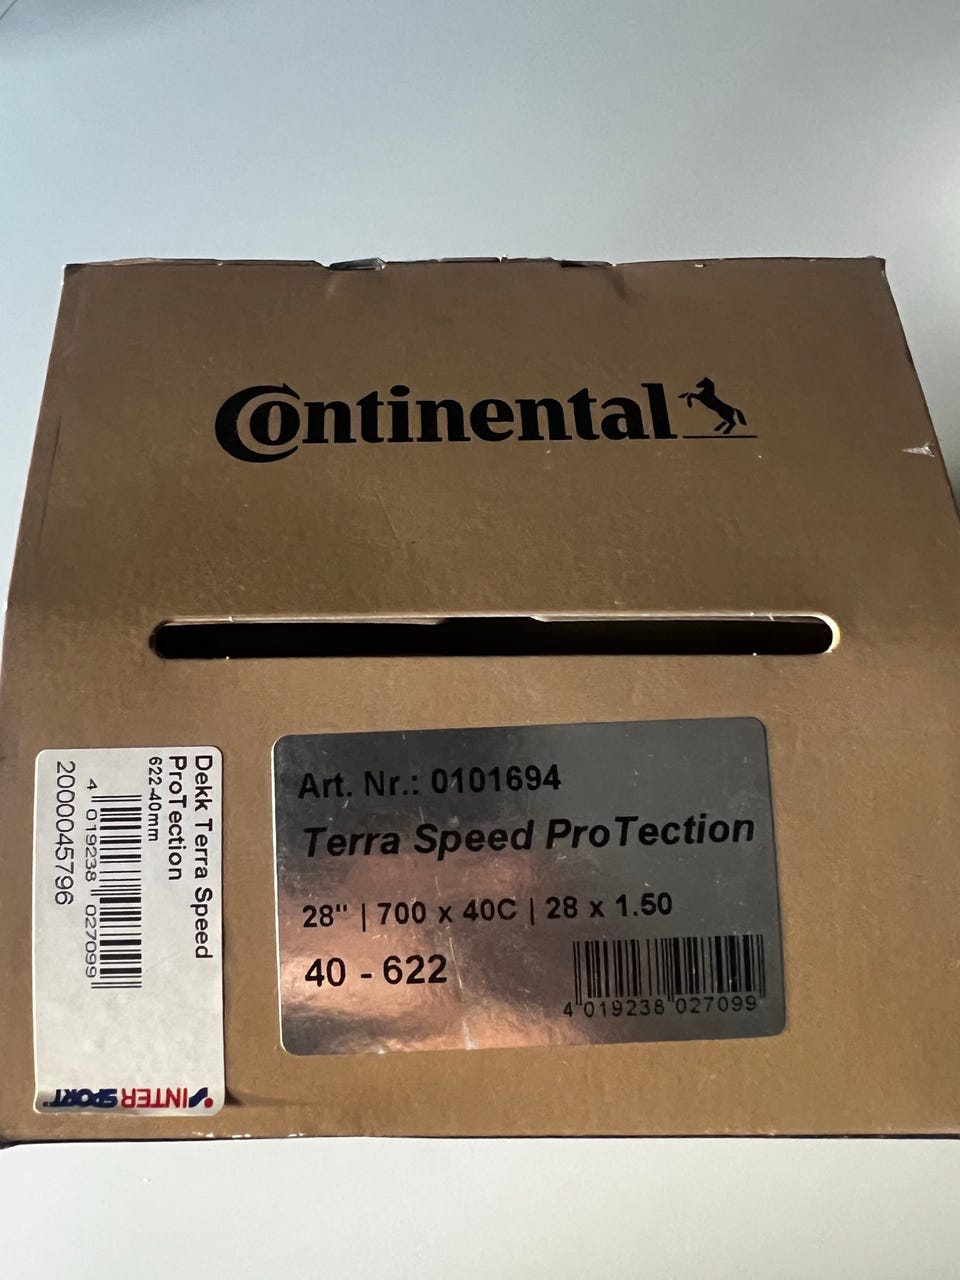 Continental
Art. Nr.: 0101694
Terra Speed ProTection
28" | 700 x 40C | 28 x 1.50
40 - 622
4 019238 027099
Dekk Terra Speed
ProTection
622-40mm
4 019238 027099
2000045796
INTERSPORT